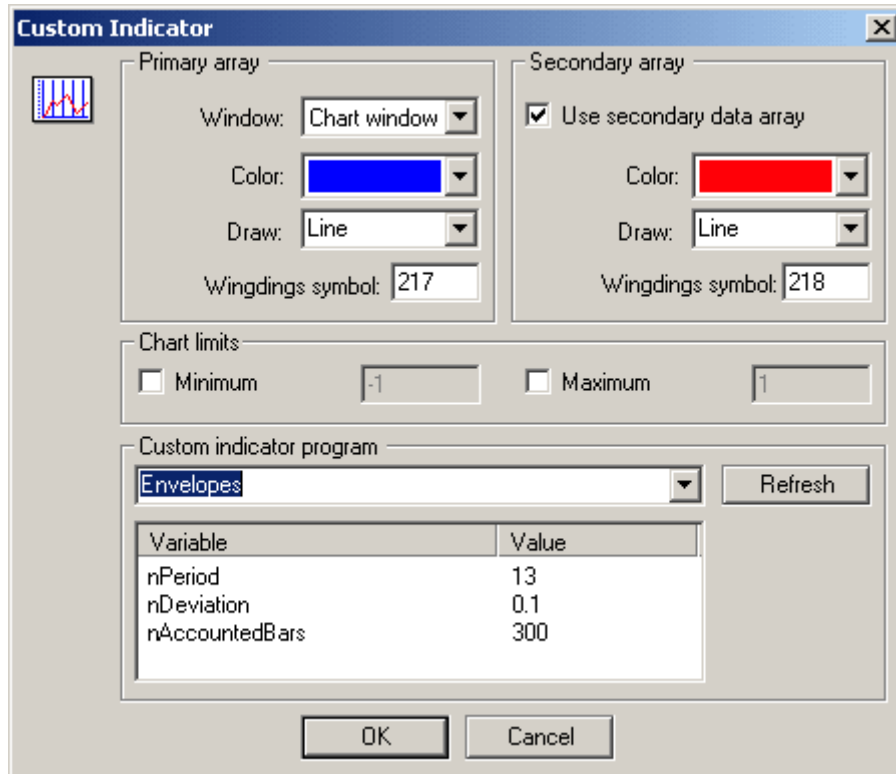 Custom Indicator
Primary array
Window: Chart window
Color:
Draw: Line
Wingdings symbol: 217
Secondary array
Use secondary data array
Color:
Draw: Line
Wingdings symbol: 218
Chart limits
Minimum -1 Maximum 1
Custom indicator program
Envelopes Refresh
Variable Value
nPeriod 13
nDeviation 0.1
nAccountedBars 300
OK Cancel